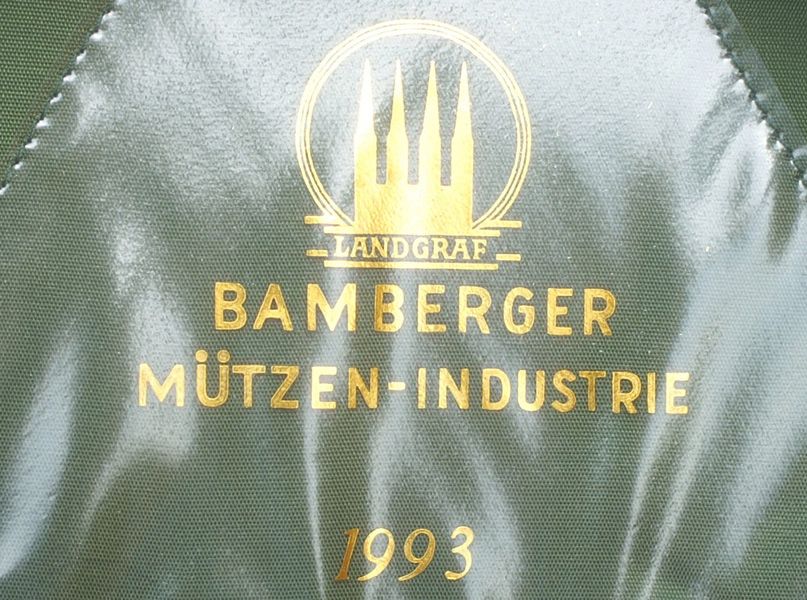 LANDGRAF
BAMBERGER
MÜTZEN-INDUSTRIE
1993